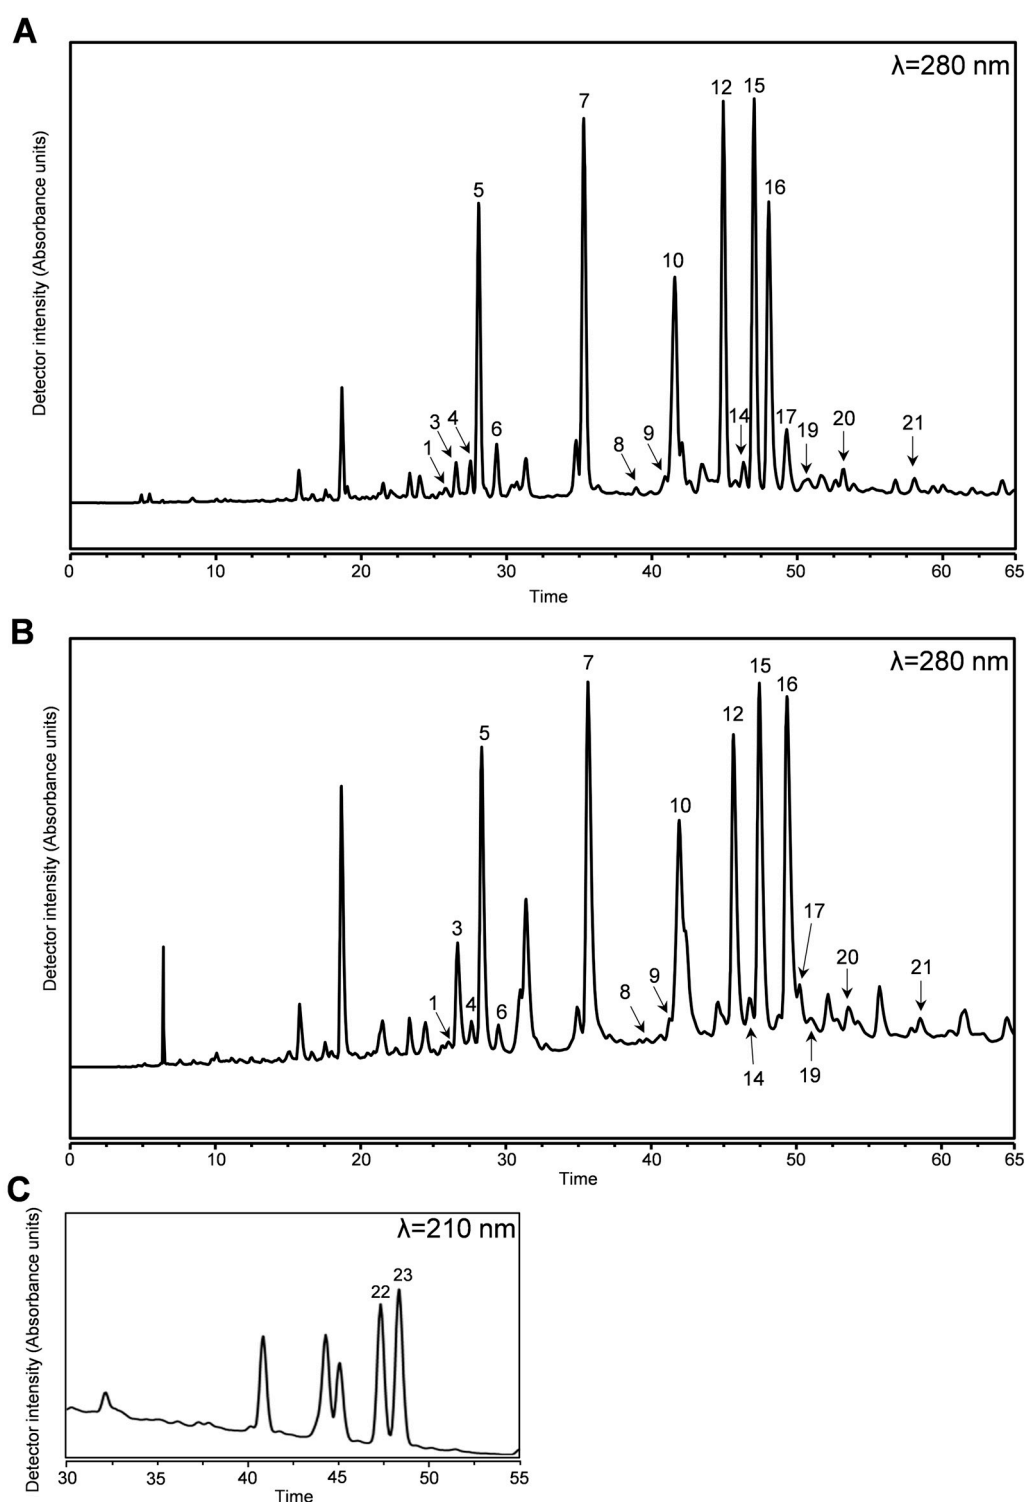 A
λ=280 nm
Detector intensity (Absorbance units)
1
3
4
5
6
7
8
9
10
12
14
15
16
17
19
20
21
0 10 20 30 40 50 60 65
Time
B
λ=280 nm
Detector intensity (Absorbance units)
1
3
4
5
6
7
8
9
10
12
14
15
16
17
19
20
21
0 10 20 30 40 50 60 65
Time
C
λ=210 nm
Detector intensity (Absorbance units)
22
23
30 35 40 45 50 55
Time